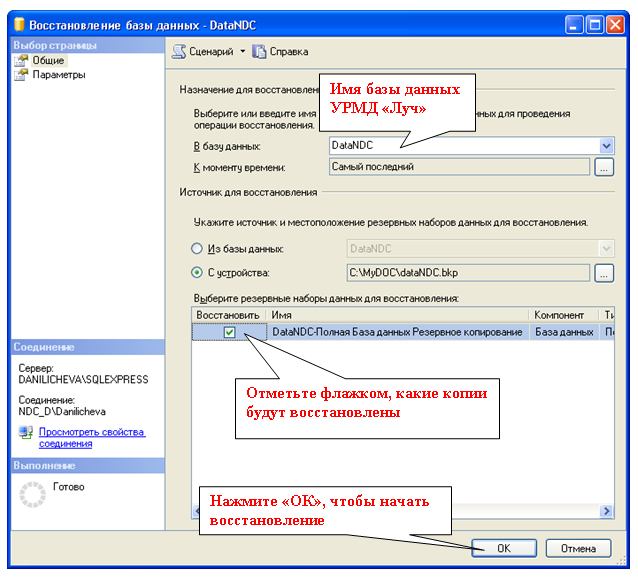 Восстановление базы данных - DataNDC
Выбор страницы
Общие
Параметры
Сценарий
Справка
Назначение для восстановлени
Имя базы данных
УРМД «Луч»
Выберите или введите имя
нных для проведения
операции восстановления.
В базу данных:
DataNDC
К моменту времени:
Самый последний
...
Источник для восстановления
Укажите источник и местоположение резервных наборов данных для восстановления.
Из базы данных:
DataNDC
С устройства:
C:\MyDOC\dataNDC.bkp
...
Выберите резервные наборы данных для восстановления:
Восстановить Имя Компонент Ти
DataNDC-Полная База данных Резервное копирование База данных По
Отметьте флажком, какие копии
будут восстановлены
Соединение
Сервер:
DANILICHEVA\SQLEXPRESS
Соединение:
NDC_D\Danilicheva
Просмотреть свойства
соединения
Выполнение
Готово
Нажмите «ОК», чтобы начать
восстановление
ОК
Отмена